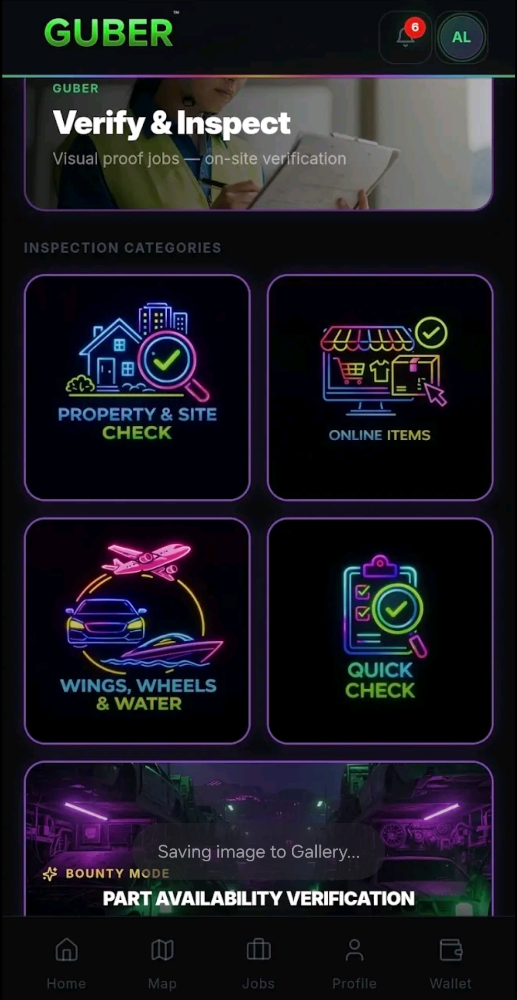 GUBER™
6
AL
GUBER
Verify & Inspect
Visual proof jobs — on-site verification
INSPECTION CATEGORIES
PROPERTY & SITE
CHECK
ONLINE ITEMS
WINGS, WHEELS
& WATER
QUICK
CHECK
Saving image to Gallery...
BOUNTY MODE
PART AVAILABILITY VERIFICATION
Home
Map
Jobs
Profile
Wallet